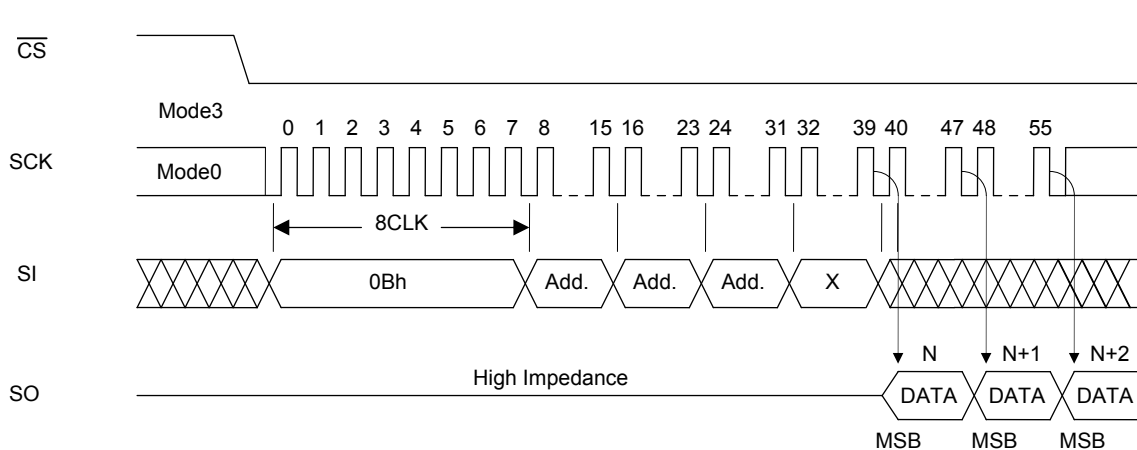 CS
Mode3
0 1 2 3 4 5 6 7 8 15 16 23 24 31 32 39 40 47 48 55
SCK
Mode0
8CLK
SI
0Bh
Add.
Add.
Add.
X
N
N+1
N+2
High Impedance
SO
DATA
DATA
DATA
MSB
MSB
MSB